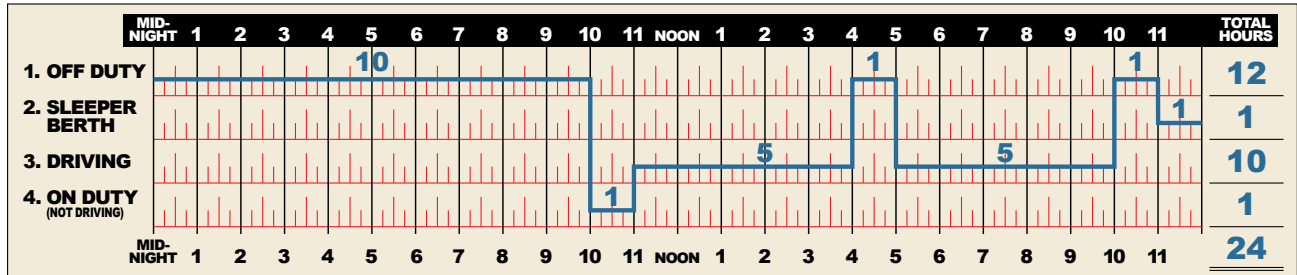 MID-NIGHT 1 2 3 4 5 6 7 8 9 10 11 NOON 1 2 3 4 5 6 7 8 9 10 11 TOTAL HOURS
1. OFF DUTY 10 1 1 12
2. SLEEPER BERTH 1 1
3. DRIVING 5 5 10
4. ON DUTY (NOT DRIVING) 1 1
MID-NIGHT 1 2 3 4 5 6 7 8 9 10 11 NOON 1 2 3 4 5 6 7 8 9 10 11 24